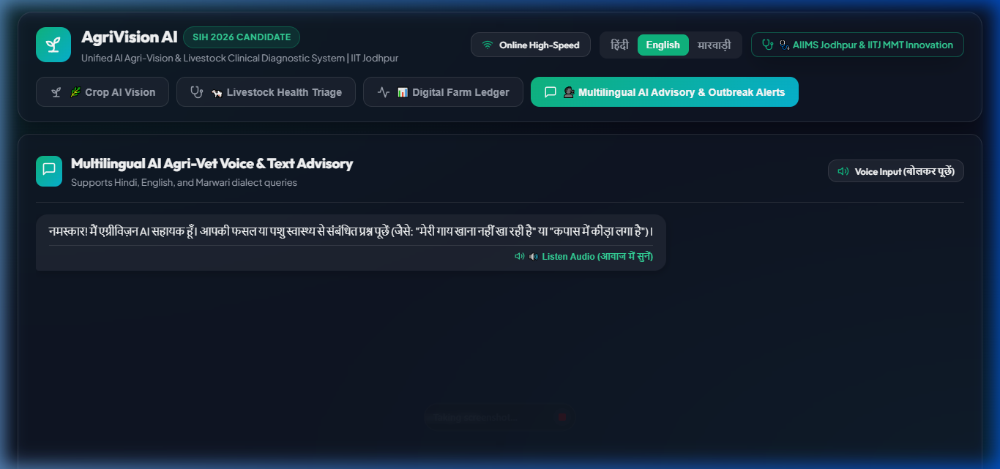 AgriVision AI
SIH 2026 CANDIDATE
Unified AI Agri-Vision & Livestock Clinical Diagnostic System | IIT Jodhpur
Online High-Speed
हिंदी
English
मारवाड़ी
AIIMS Jodhpur & IITJ MMT Innovation
Crop AI Vision
Livestock Health Triage
Digital Farm Ledger
Multilingual AI Advisory & Outbreak Alerts
Multilingual AI Agri-Vet Voice & Text Advisory
Supports Hindi, English, and Marwari dialect queries
Voice Input (बोलकर पूछें)
नमस्कार! मैं एग्रीविज़न AI सहायक हूँ। आपकी फसल या पशु स्वास्थ्य से संबंधित प्रश्न पूछें (जैसे: "मेरी गाय खाना नहीं खा रही है" या "कपास में कीड़ा लगा है")।
Listen Audio (आवाज में सुनें)
Taking screenshot...